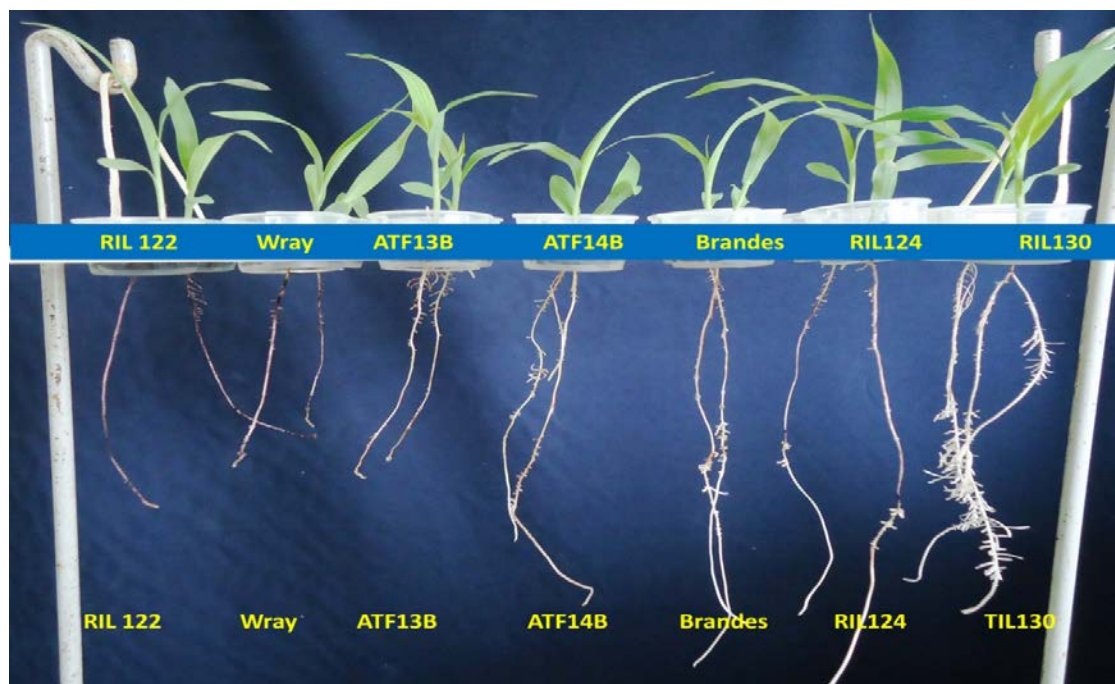 RIL 122 Wray ATF13B ATF14B Brandes RIL124 RIL130
RIL 122 Wray ATF13B ATF14B Brandes RIL124 TIL130